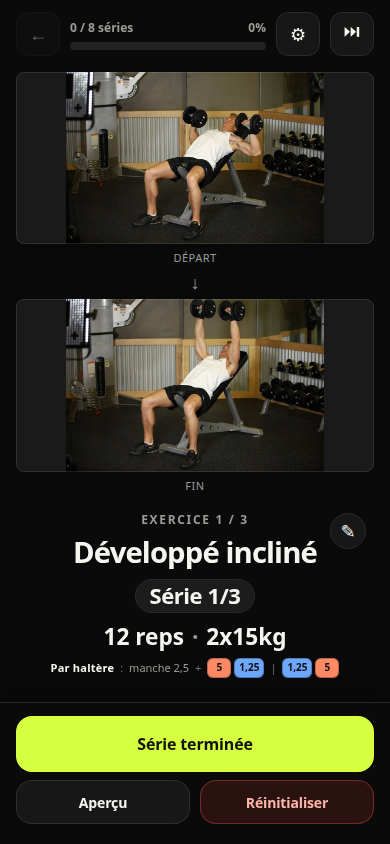 ←
0 / 8 séries 0%
DÉPART
↓
FIN
EXERCICE 1 / 3
Développé incliné
Série 1/3
12 reps · 2x15kg
Par haltère : manche 2,5 + 5 1,25 | 1,25 5
Série terminée
Aperçu Réinitialiser